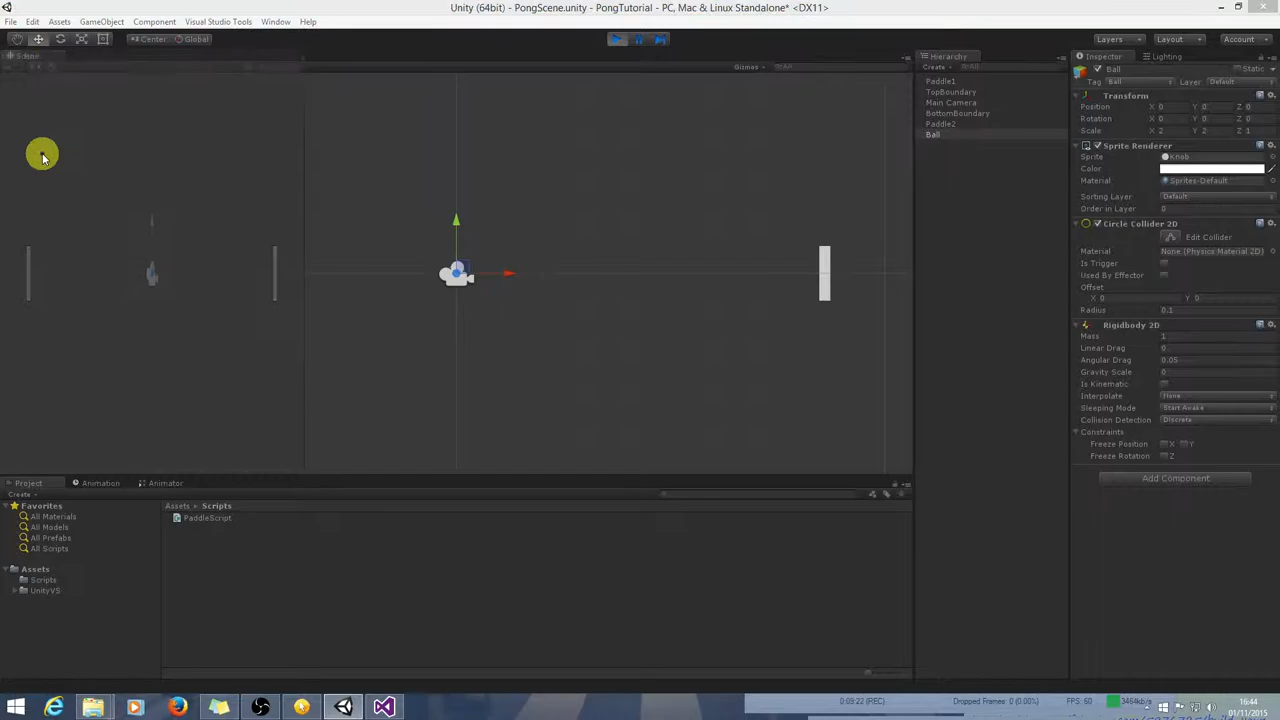 Unity (64bit) - PongScene.unity - PongTutorial - PC, Mac & Linux Standalone* <DX11>
File Edit Assets GameObject Component Visual Studio Tools Window Help
Center Global Layers Layout Account
Scene
Gizmos
Hierarchy
Create
Paddle1
TopBoundary
Main Camera
BottomBoundary
Paddle2
Ball
Inspector Lighting
Ball Static
Tag Ball Layer Default
Transform
Position X 0 Y 0 Z 0
Rotation X 0 Y 0 Z 0
Scale X 2 Y 2 Z 1
Sprite Renderer
Sprite Knob
Color
Material Sprites-Default
Sorting Layer Default
Order in Layer 0
Circle Collider 2D
Edit Collider
Material None (Physics Material 2D)
Is Trigger
Used By Effector
Offset
X 0 Y 0
Radius 0.1
Rigidbody 2D
Mass 1
Linear Drag 0
Angular Drag 0.05
Gravity Scale 0
Is Kinematic
Interpolate None
Sleeping Mode Start Awake
Collision Detection Discrete
Constraints
Freeze Position X Y
Freeze Rotation Z
Add Component
Project Animation Animator
Create
Favorites
All Materials
All Models
All Prefabs
All Scripts
Assets
Scripts
UnityVS
Assets Scripts
PaddleScript
0:09:22 (REC) Dropped Frames: 0 (0.00%) FPS: 60 3464kb/s
16:44
01/11/2015